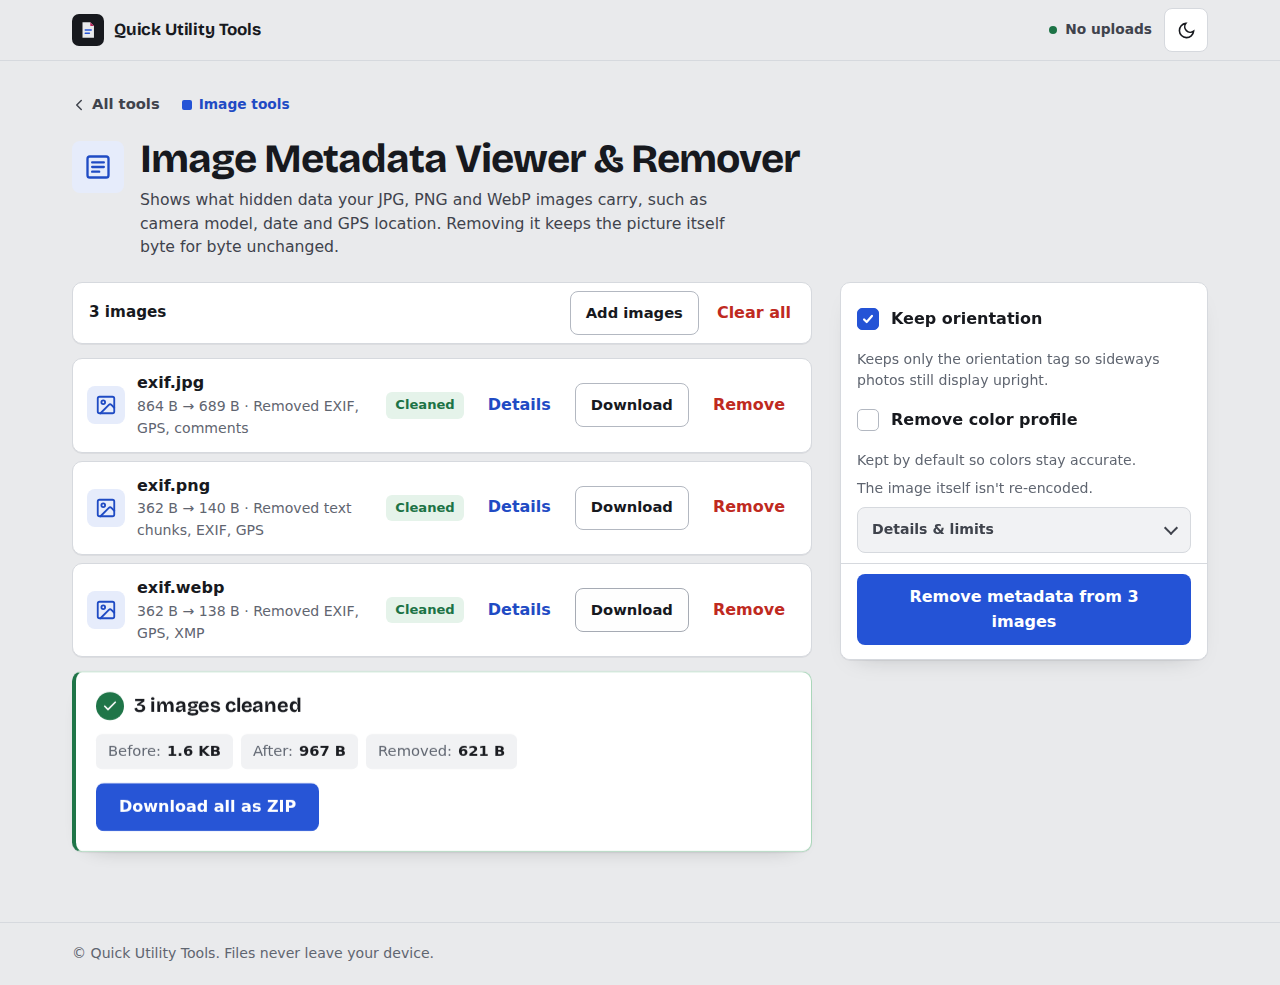 Quick Utility Tools
No uploads
All tools
Image tools
Image Metadata Viewer & Remover
Shows what hidden data your JPG, PNG and WebP images carry, such as
camera model, date and GPS location. Removing it keeps the picture itself
byte for byte unchanged.
3 images
Add images
Clear all
exif.jpg
864 B → 689 B · Removed EXIF,
GPS, comments
Cleaned
Details
Download
Remove
exif.png
362 B → 140 B · Removed text
chunks, EXIF, GPS
Cleaned
Details
Download
Remove
exif.webp
362 B → 138 B · Removed EXIF,
GPS, XMP
Cleaned
Details
Download
Remove
3 images cleaned
Before: 1.6 KB
After: 967 B
Removed: 621 B
Download all as ZIP
Keep orientation
Keeps only the orientation tag so sideways
photos still display upright.
Remove color profile
Kept by default so colors stay accurate.
The image itself isn't re-encoded.
Details & limits
Remove metadata from 3
images
© Quick Utility Tools. Files never leave your device.